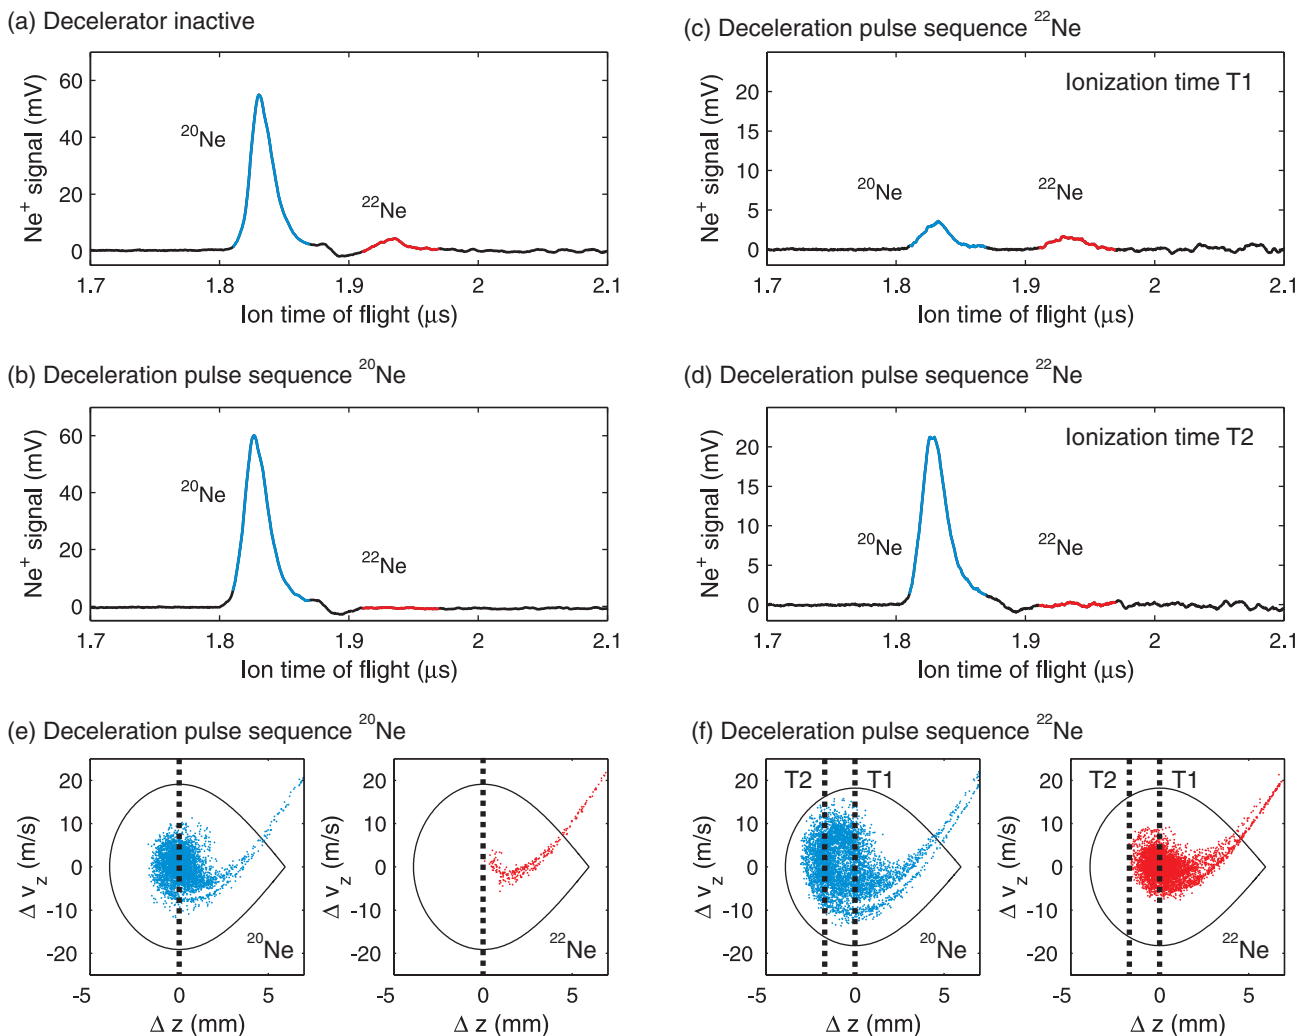 (a) Decelerator inactive
Ne⁺ signal (mV)
60
40
20
0
²⁰Ne
²²Ne
1.7 1.8 1.9 2 2.1
Ion time of flight (μs)
(c) Deceleration pulse sequence ²²Ne
Ne⁺ signal (mV)
20
15
10
5
0
Ionization time T1
²⁰Ne
²²Ne
1.7 1.8 1.9 2 2.1
Ion time of flight (μs)
(b) Deceleration pulse sequence ²⁰Ne
Ne⁺ signal (mV)
60
40
20
0
²⁰Ne
²²Ne
1.7 1.8 1.9 2 2.1
Ion time of flight (μs)
(d) Deceleration pulse sequence ²²Ne
Ne⁺ signal (mV)
20
15
10
5
0
Ionization time T2
²⁰Ne
²²Ne
1.7 1.8 1.9 2 2.1
Ion time of flight (μs)
(e) Deceleration pulse sequence ²⁰Ne
Δ v_z (m/s)
20
10
0
-10
-20
²⁰Ne
-5 0 5
Δ z (mm)
Δ v_z (m/s)
20
10
0
-10
-20
²²Ne
-5 0 5
Δ z (mm)
(f) Deceleration pulse sequence ²²Ne
Δ v_z (m/s)
20
10
0
-10
-20
T2 T1
²⁰Ne
-5 0 5
Δ z (mm)
Δ v_z (m/s)
20
10
0
-10
-20
T2 T1
²²Ne
-5 0 5
Δ z (mm)